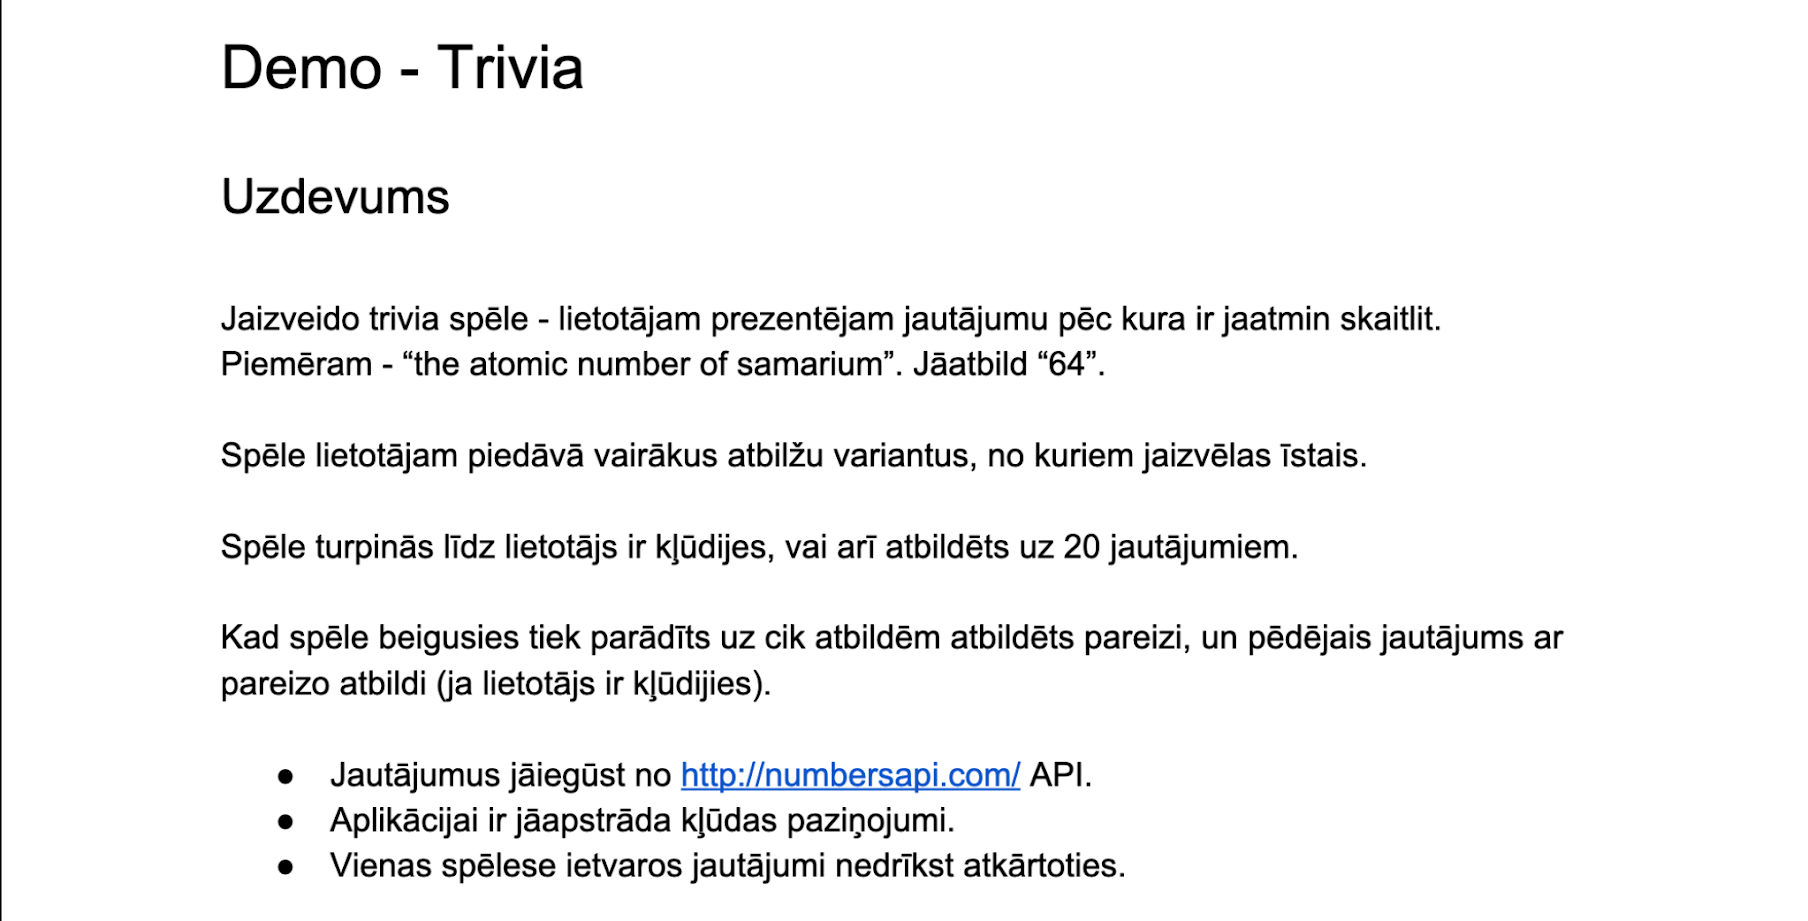 Demo - Trivia
Uzdevums
Jaizveido trivia spēle - lietotājam prezentējam jautājumu pēc kura ir jaatmin skaitlit.
Piemēram - “the atomic number of samarium”. Jāatbild “64”.
Spēle lietotājam piedāvā vairākus atbilžu variantus, no kuriem jaizvēlas īstais.
Spēle turpinās līdz lietotājs ir kļūdijes, vai arī atbildēts uz 20 jautājumiem.
Kad spēle beigusies tiek parādīts uz cik atbildēm atbildēts pareizi, un pēdējais jautājums ar
pareizo atbildi (ja lietotājs ir kļūdijies).
● Jautājumus jāiegūst no http://numbersapi.com/ API.
● Aplikācijai ir jāapstrāda kļūdas paziņojumi.
● Vienas spēlese ietvaros jautājumi nedrīkst atkārtoties.